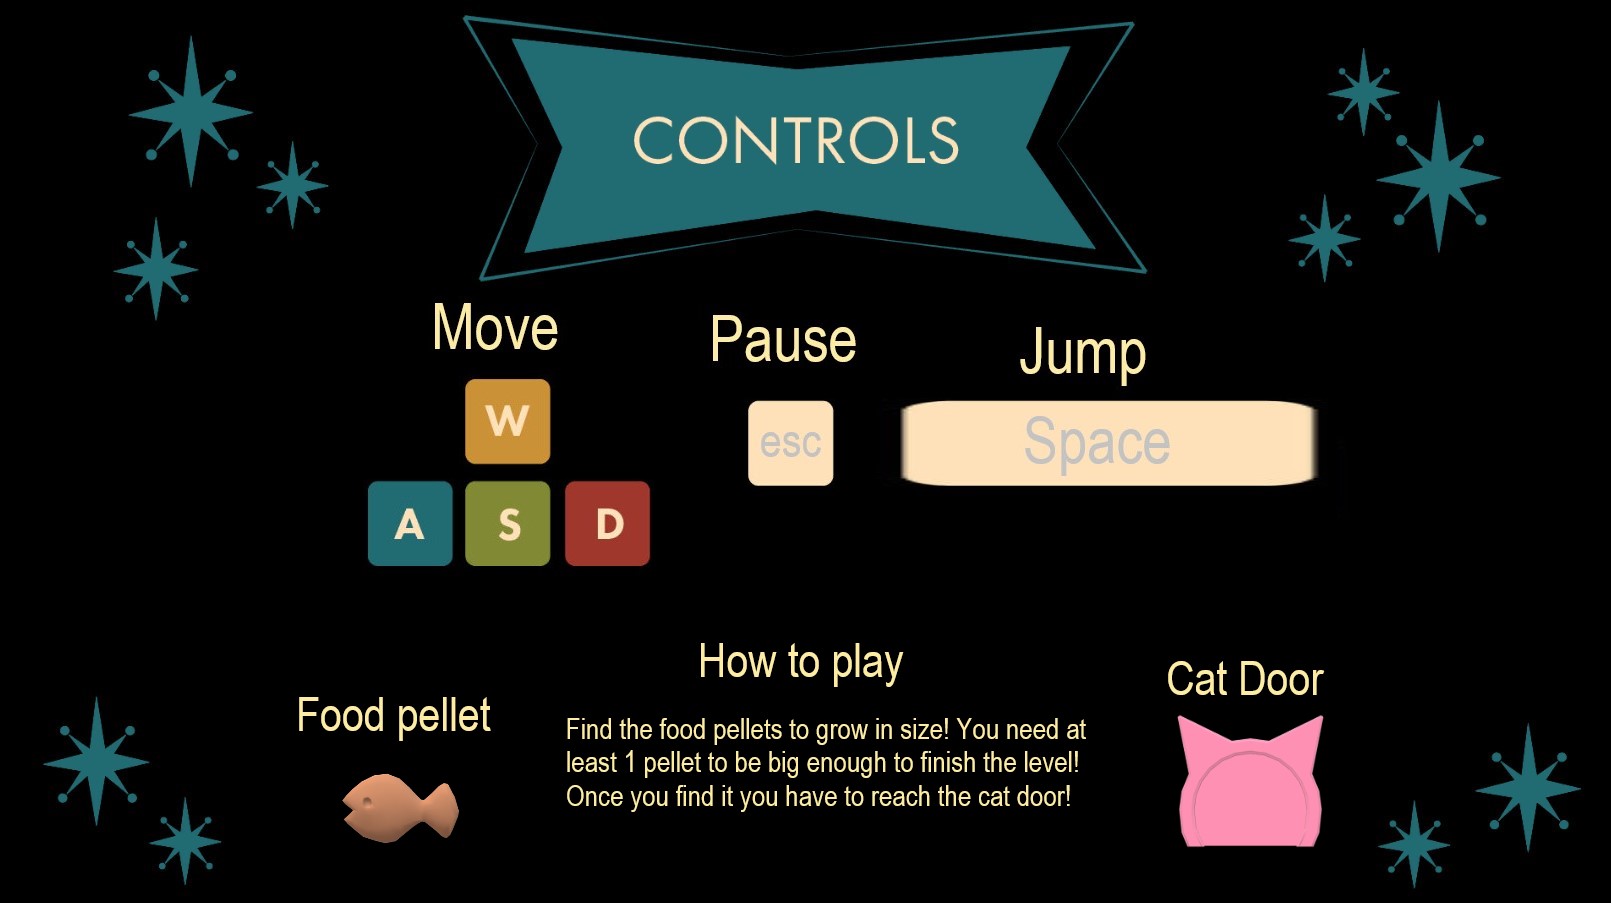 CONTROLS
Move
Pause
Jump
W
esc
Space
A S D
How to play
Cat Door
Food pellet
Find the food pellets to grow in size! You need at
least 1 pellet to be big enough to finish the level!
Once you find it you have to reach the cat door!